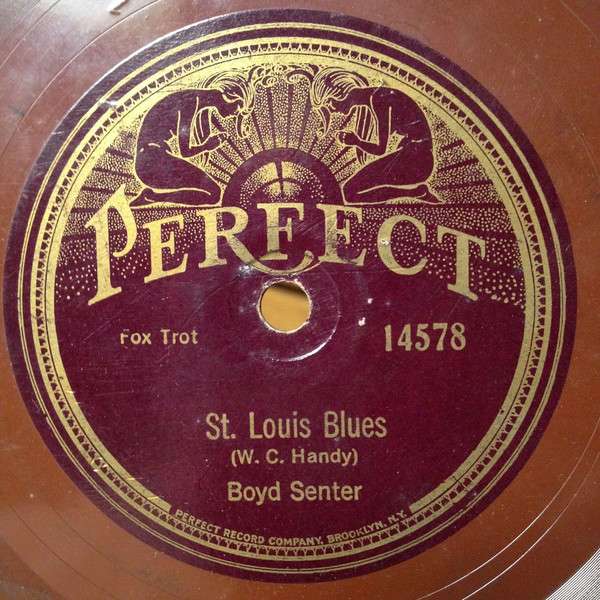 PERFECT
Fox Trot
14578
St. Louis Blues
(W. C. Handy)
Boyd Senter
PERFECT RECORD COMPANY, BROOKLYN, N.Y.